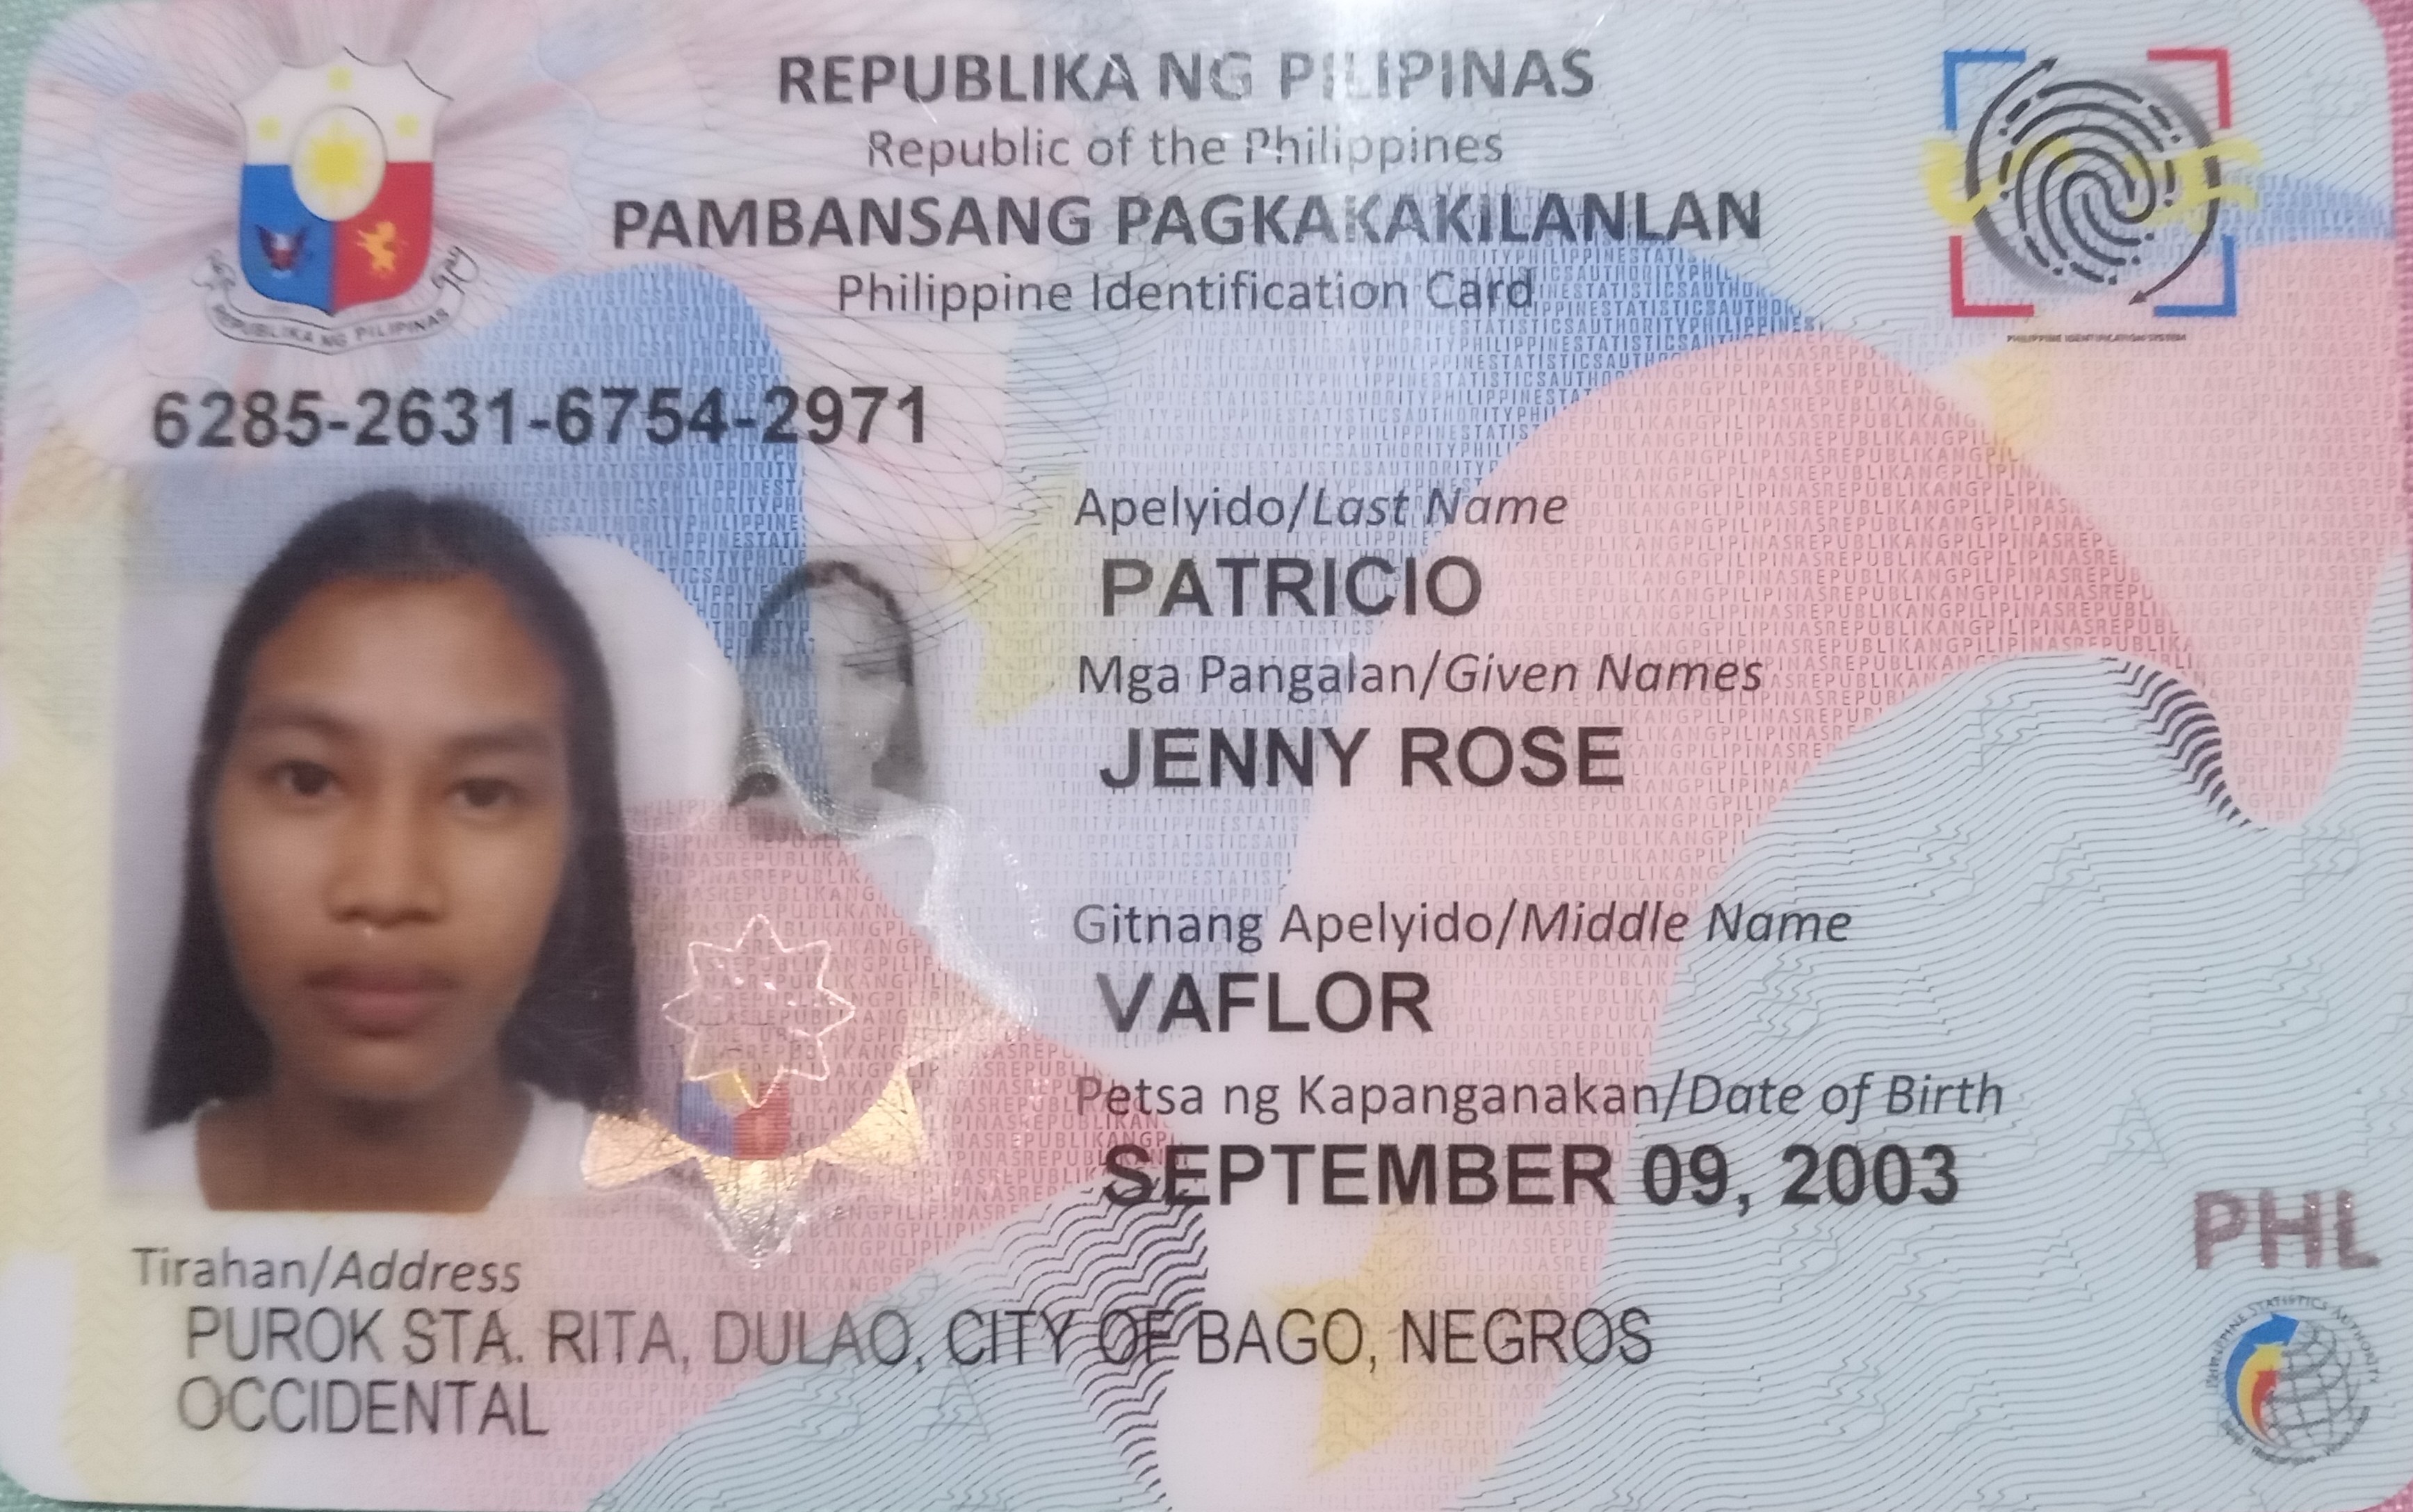 REPUBLIKA NG PILIPINAS
Republic of the Philippines
PAMBANSANG PAGKAKAKILANLAN
Philippine Identification Card
REPUBLIKA NG PILIPINAS
PHILIPPINE IDENTIFICATION SYSTEM
6285-2631-6754-2971
Apelyido/Last Name
PATRICIO
Mga Pangalan/Given Names
JENNY ROSE
Gitnang Apelyido/Middle Name
VAFLOR
Petsa ng Kapanganakan/Date of Birth
SEPTEMBER 09, 2003
PHL
Tirahan/Address
PUROK STA. RITA, DULAO, CITY OF BAGO, NEGROS
OCCIDENTAL
PHILIPPINE STATISTICS AUTHORITY